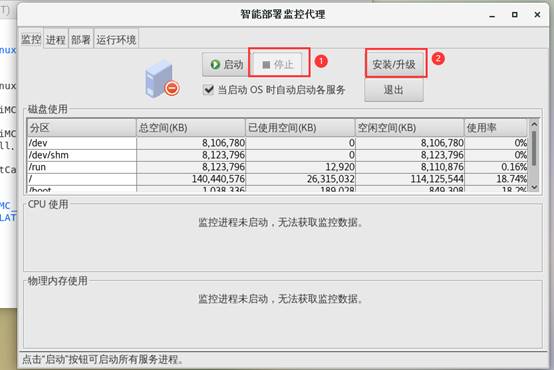 T)
智能部署监控代理
监控 进程 部署 运行环境
nux
启动 停止 1 安装/升级 2
当启动 OS 时自动启动各服务 退出
nux
iMC
磁盘使用
分区 总空间(KB) 已使用空间(KB) 空闲空间(KB) 使用率
/dev 8,106,780 0 8,106,780 0%
/dev/shm 8,123,796 0 8,123,796 0%
/run 8,123,796 12,920 8,110,876 0.16%
/ 140,440,576 26,315,032 114,125,544 18.74%
/boot 1,038,336 189,028 849,308 18.2%
iMC
ll.
tCa
MC_
LAT
CPU 使用
监控进程未启动，无法获取监控数据。
物理内存使用
监控进程未启动，无法获取监控数据。
点击"启动"按钮可启动所有服务进程。